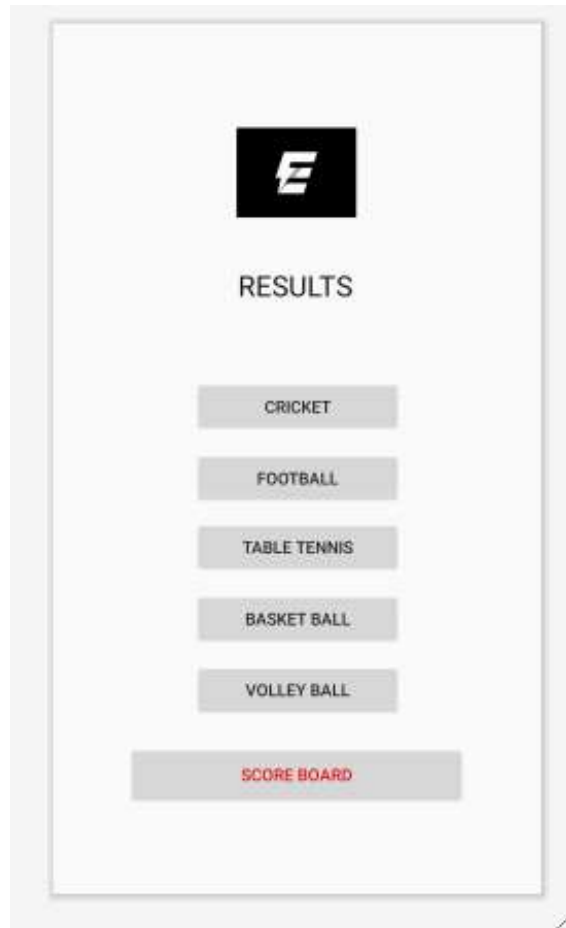 E
RESULTS
CRICKET
FOOTBALL
TABLE TENNIS
BASKET BALL
VOLLEY BALL
SCORE BOARD